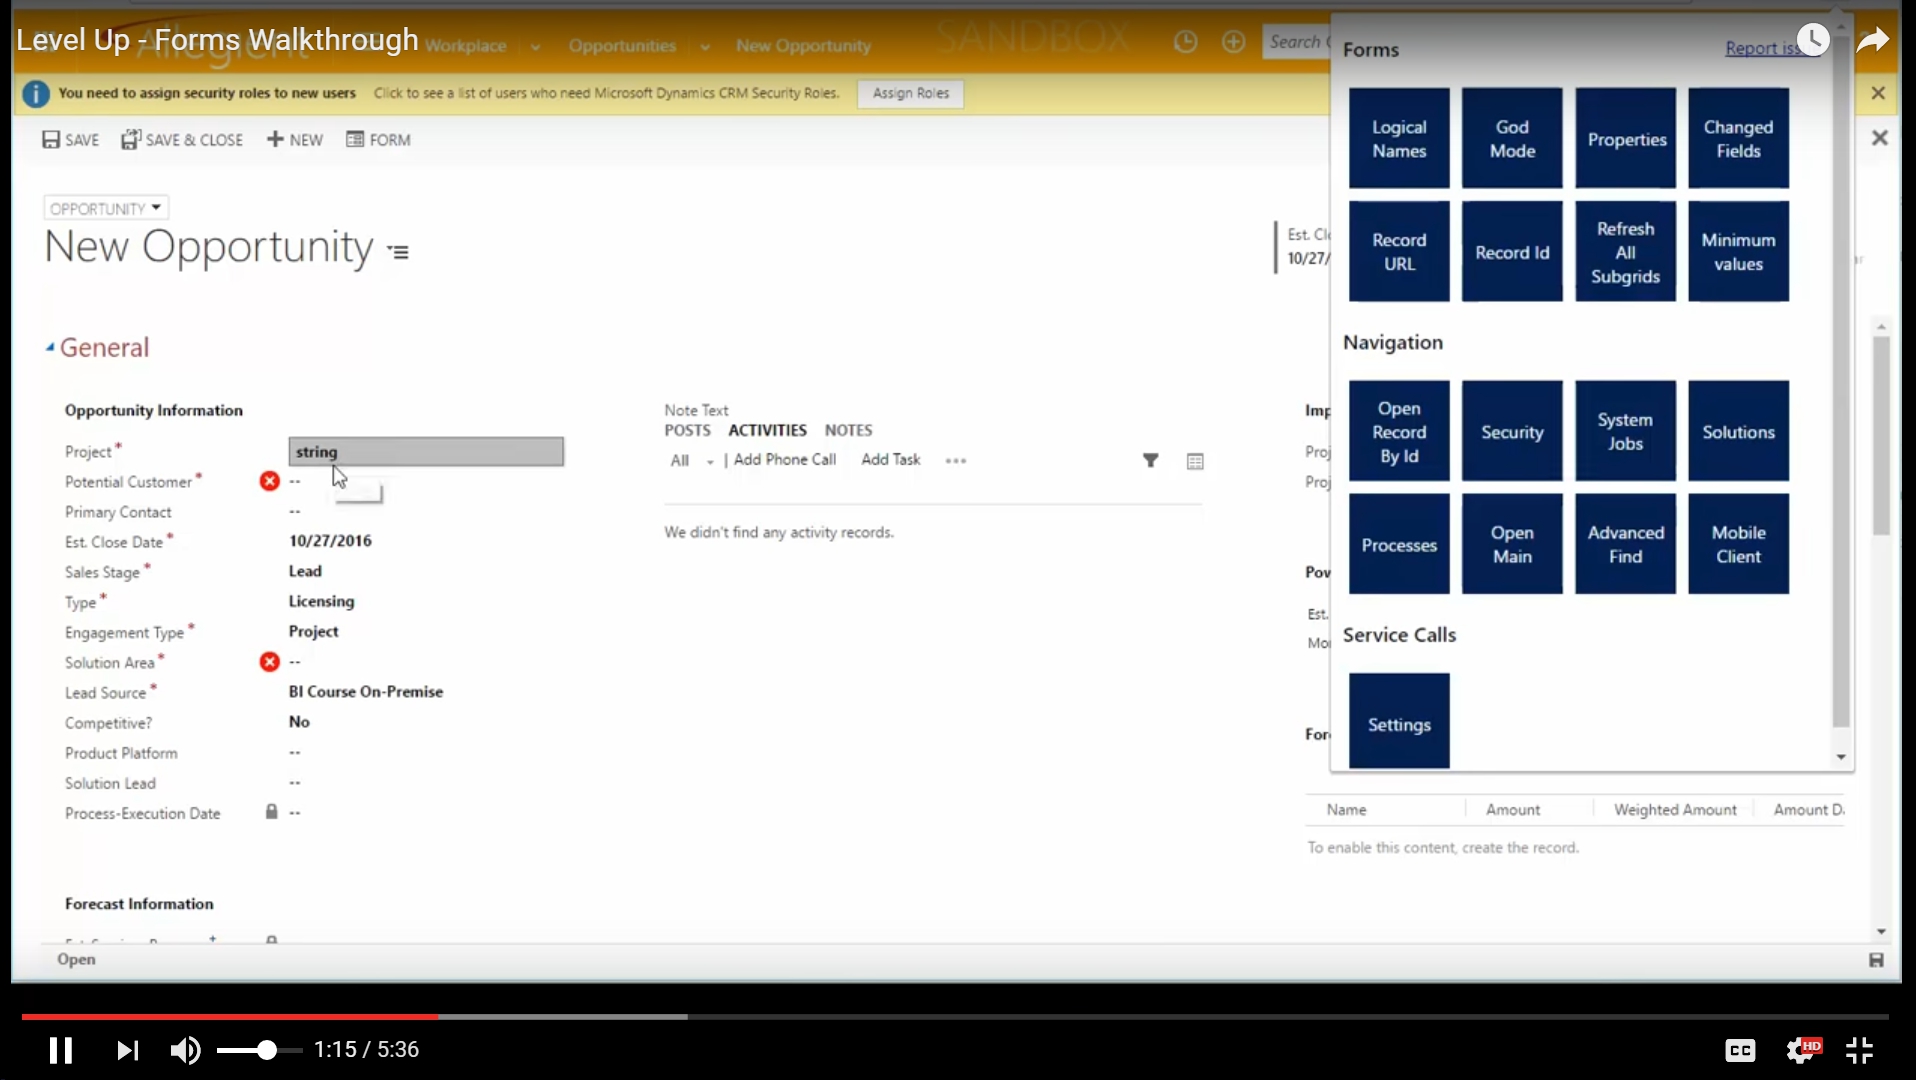 Level Up - Forms Walkthrough
Allegient
Workplace
Opportunities
New Opportunity
SANDBOX
Search
You need to assign security roles to new users Click to see a list of users who need Microsoft Dynamics CRM Security Roles.
Assign Roles
SAVE
SAVE & CLOSE
NEW
FORM
OPPORTUNITY
New Opportunity
10/27/
General
Opportunity Information
Project* string
Potential Customer* --
Primary Contact --
Est. Close Date* 10/27/2016
Sales Stage* Lead
Type* Licensing
Engagement Type* Project
Solution Area* --
Lead Source* BI Course On-Premise
Competitive? No
Product Platform --
Solution Lead --
Process-Execution Date --
Forecast Information
Open
Note Text
POSTS ACTIVITIES NOTES
All | Add Phone Call Add Task ...
We didn't find any activity records.
Est.
Name Amount Weighted Amount Amount D
To enable this content, create the record.
Forms
Report iss
Logical Names
God Mode
Properties
Changed Fields
Record URL
Record Id
Refresh All Subgrids
Minimum values
Navigation
Open Record By Id
Security
System Jobs
Solutions
Processes
Open Main
Advanced Find
Mobile Client
Service Calls
Settings
1:15 / 5:36
CC
HD